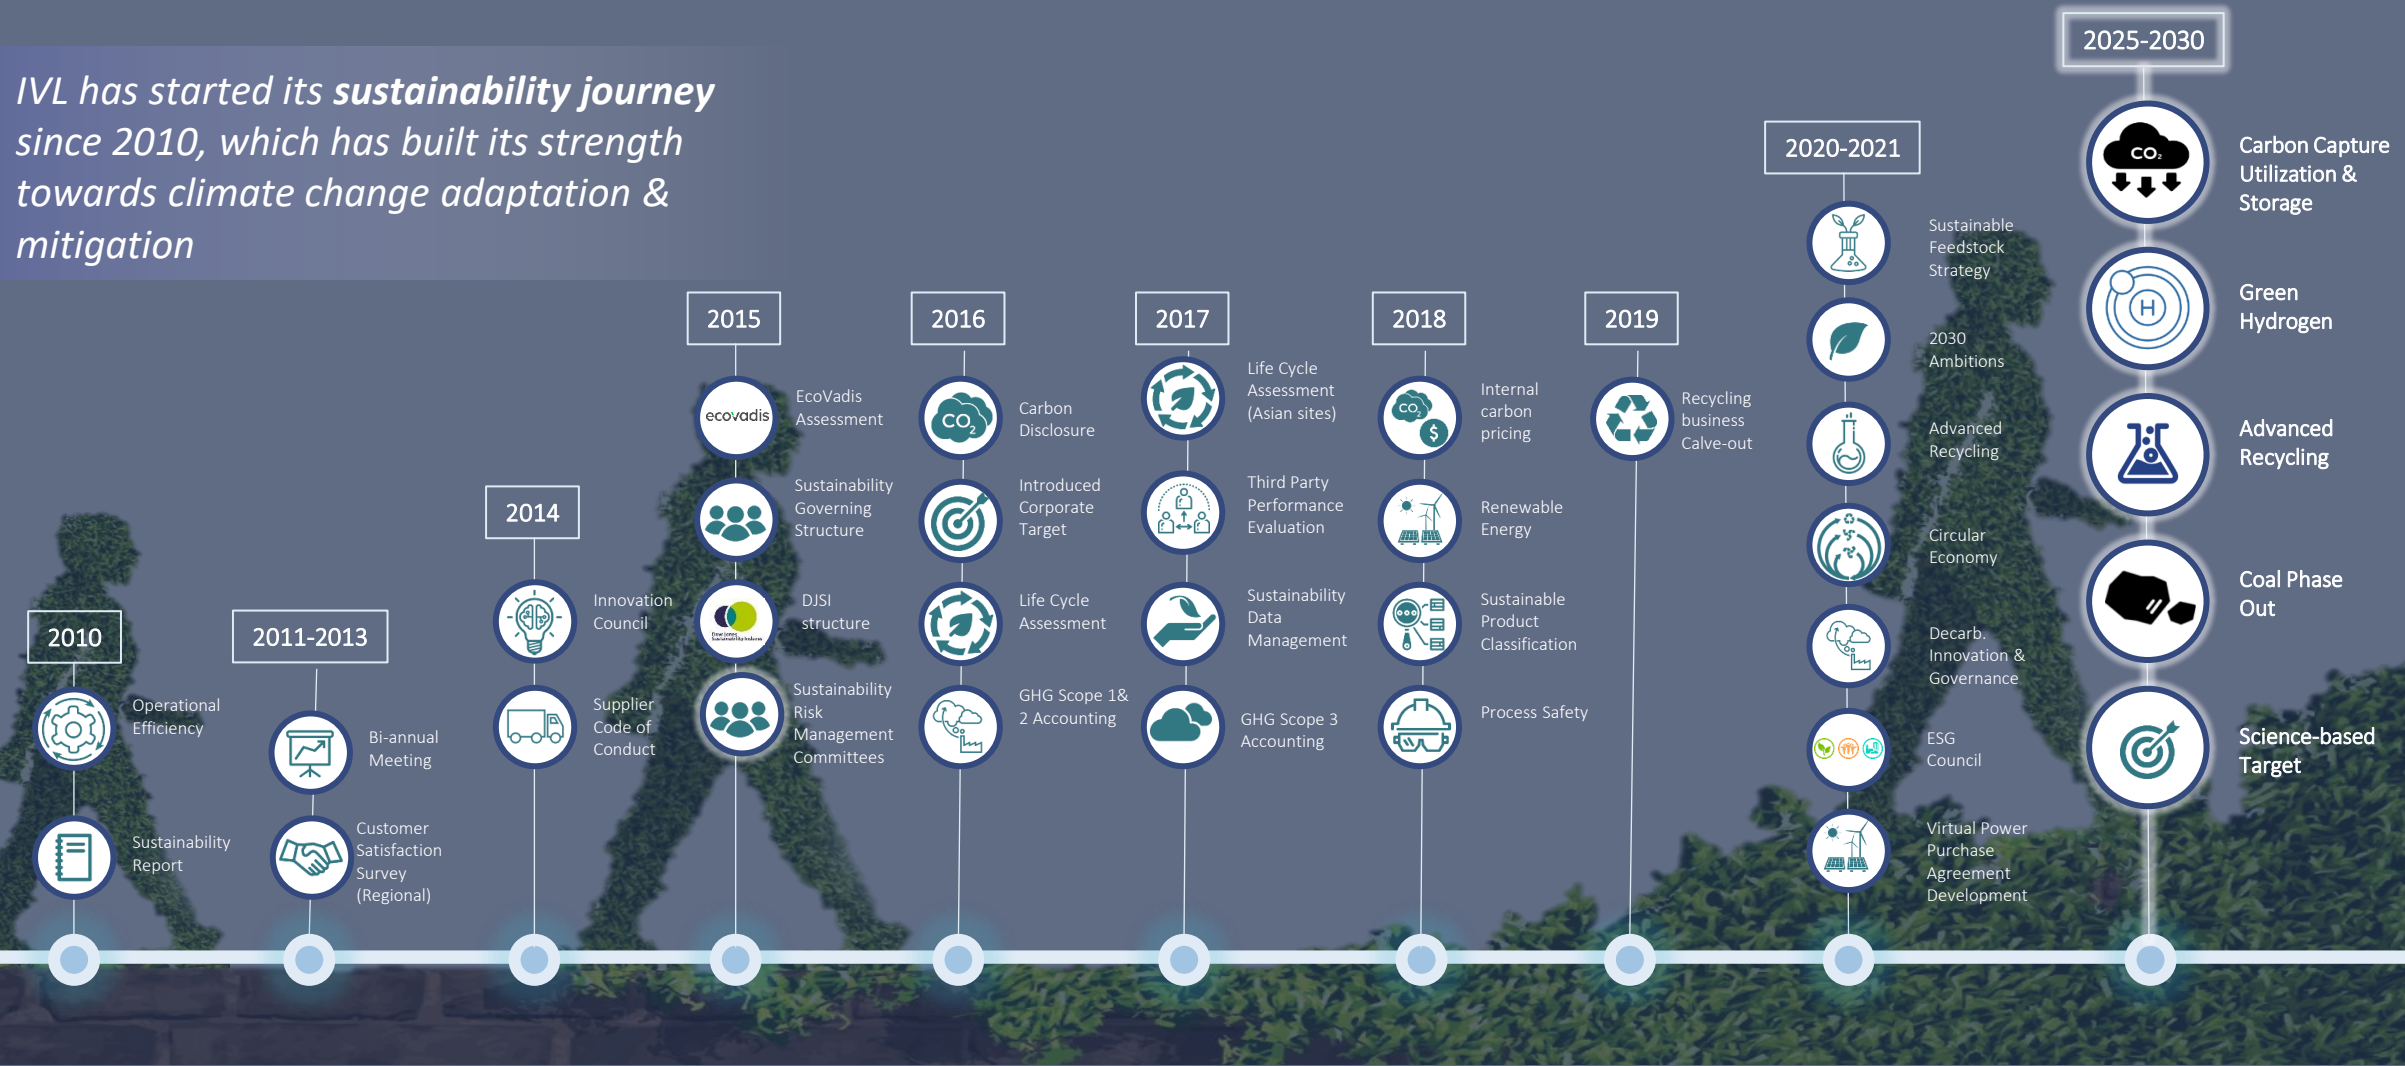 IVL has started its sustainability journey
since 2010, which has built its strength
towards climate change adaptation &
mitigation
2010
Operational
Efficiency
Sustainability
Report
2011-2013
Bi-annual
Meeting
Customer
Satisfaction
Survey
(Regional)
2014
Innovation
Council
Supplier
Code of
Conduct
2015
ecovadis
EcoVadis
Assessment
Sustainability
Governing
Structure
Dow Jones
Sustainability Indexes
DJSI
structure
Sustainability
Risk
Management
Committees
2016
CO2
Carbon
Disclosure
Introduced
Corporate
Target
Life Cycle
Assessment
GHG Scope 1&
2 Accounting
2017
Life Cycle
Assessment
(Asian sites)
Third Party
Performance
Evaluation
Sustainability
Data
Management
GHG Scope 3
Accounting
2018
CO2
$
Internal
carbon
pricing
Renewable
Energy
Sustainable
Product
Classification
Process Safety
2019
Recycling
business
Calve-out
2020-2021
Sustainable
Feedstock
Strategy
2030
Ambitions
Advanced
Recycling
Circular
Economy
Decarb.
Innovation &
Governance
ESG
Council
Virtual Power
Purchase
Agreement
Development
2025-2030
CO2
Carbon Capture
Utilization &
Storage
H
Green
Hydrogen
Advanced
Recycling
Coal Phase
Out
Science-based
Target